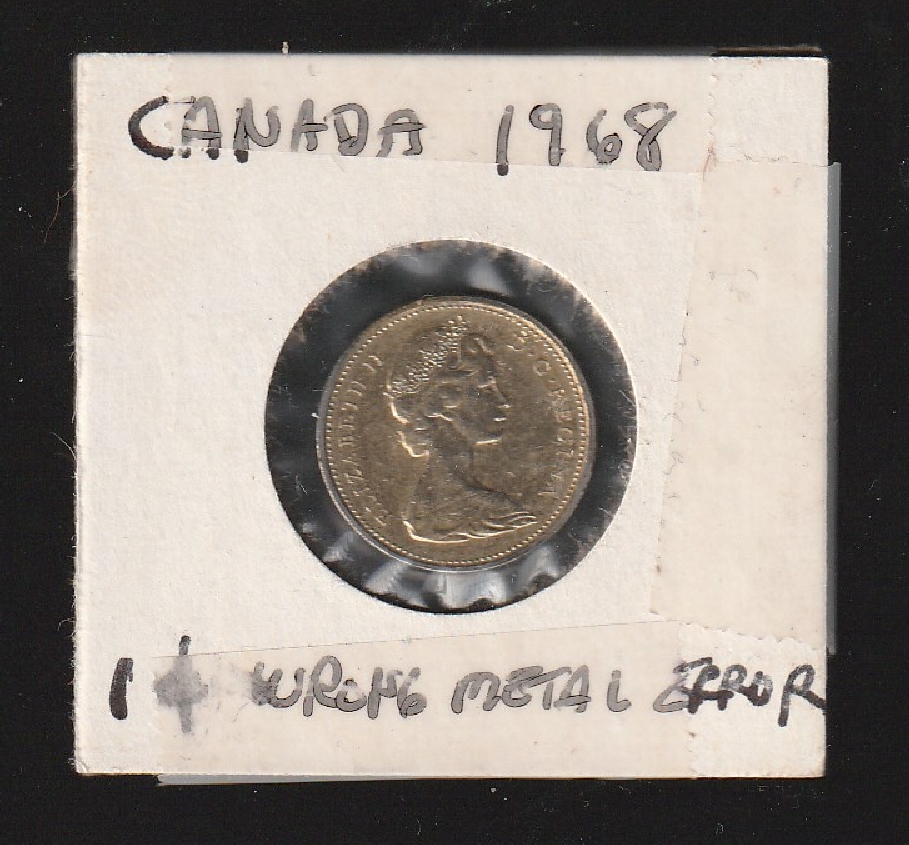 CANADA 1968
ELIZABETH II D·G·REGINA
1¢ WRONG METAL ERROR